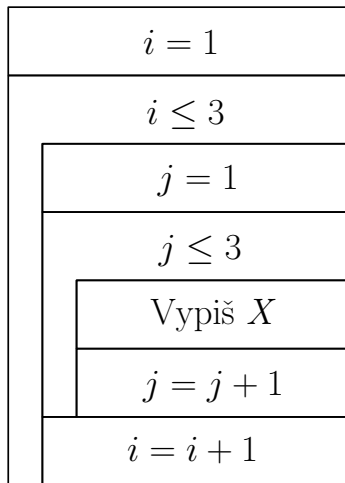 i = 1
i ≤ 3
j = 1
j ≤ 3
Vypiš X
j = j + 1
i = i + 1